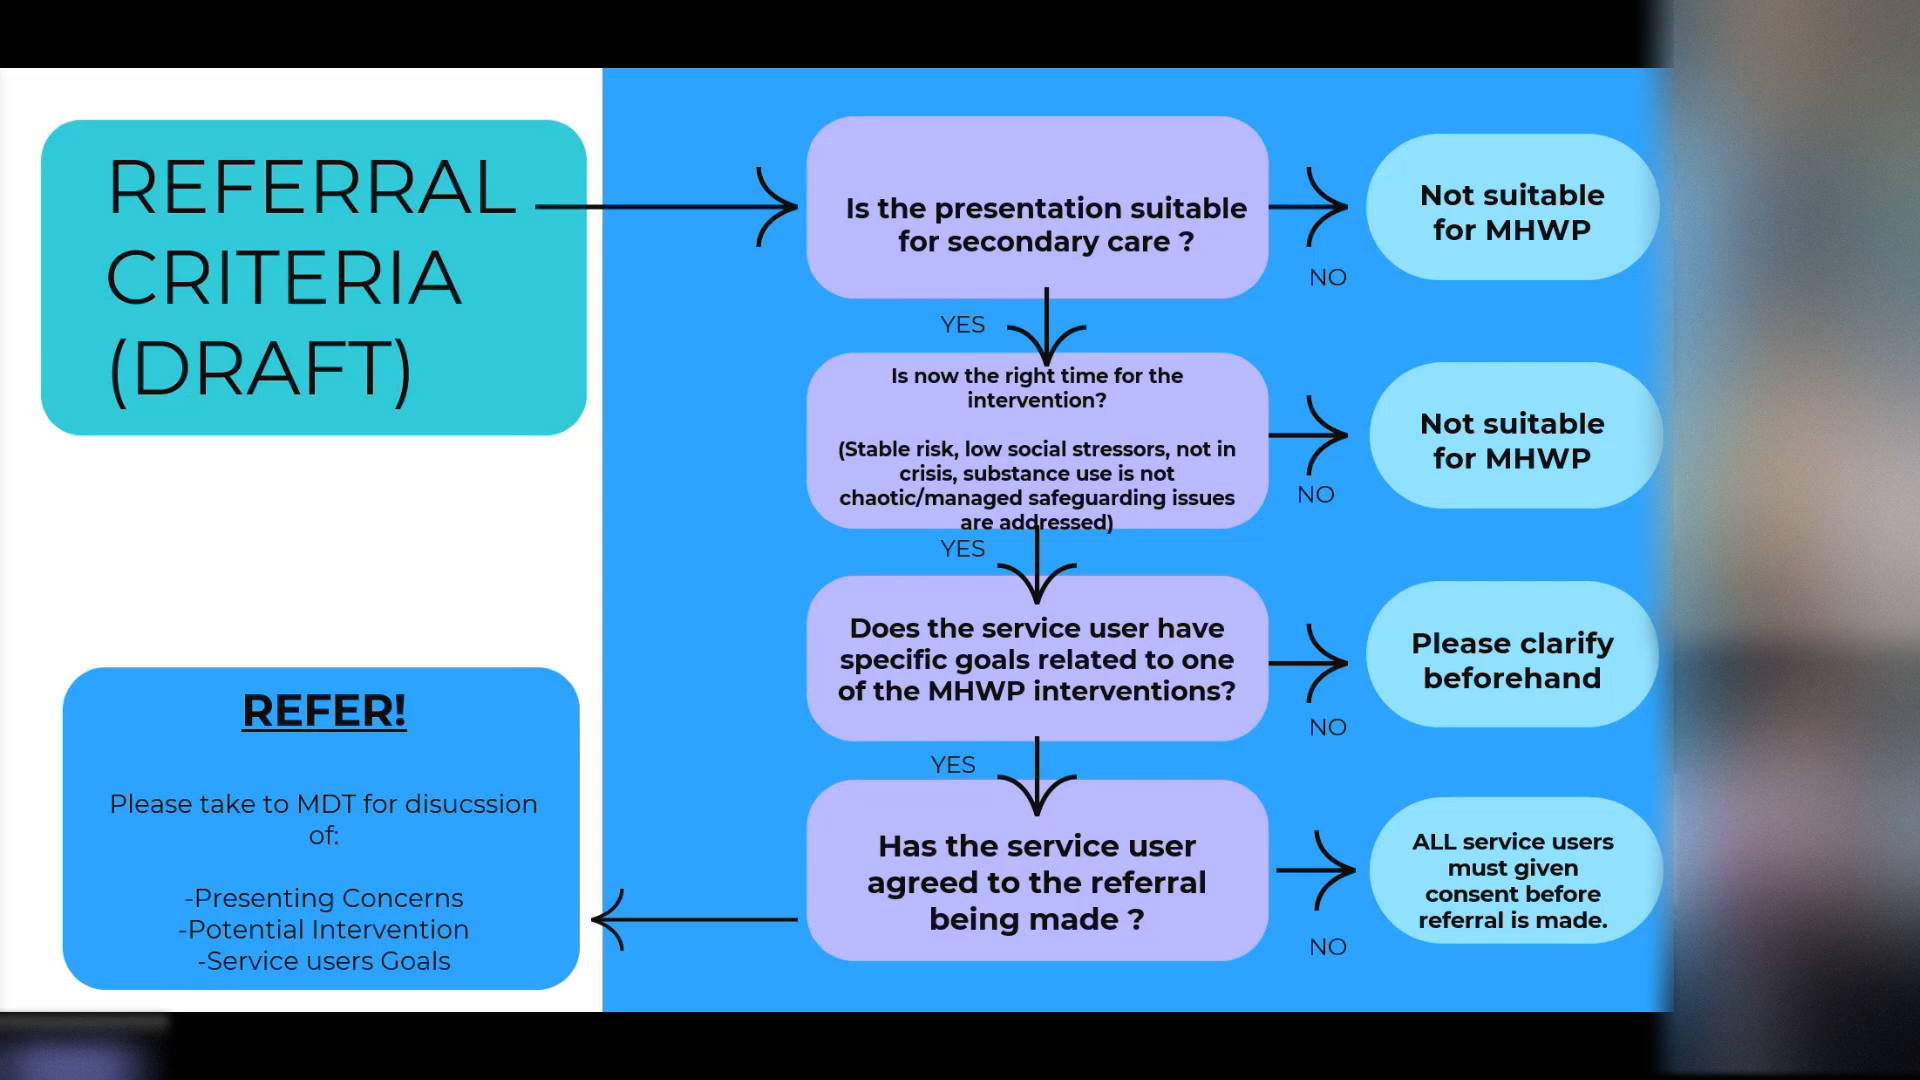 REFERRAL
CRITERIA
(DRAFT)
Is the presentation suitable
for secondary care ?
NO
Not suitable
for MHWP
YES
Is now the right time for the
intervention?
(Stable risk, low social stressors, not in
crisis, substance use is not
chaotic/managed safeguarding issues
are addressed)
NO
Not suitable
for MHWP
YES
Does the service user have
specific goals related to one
of the MHWP interventions?
NO
Please clarify
beforehand
YES
Has the service user
agreed to the referral
being made ?
NO
ALL service users
must given
consent before
referral is made.
REFER!
Please take to MDT for disucssion
of:
-Presenting Concerns
-Potential Intervention
-Service users Goals